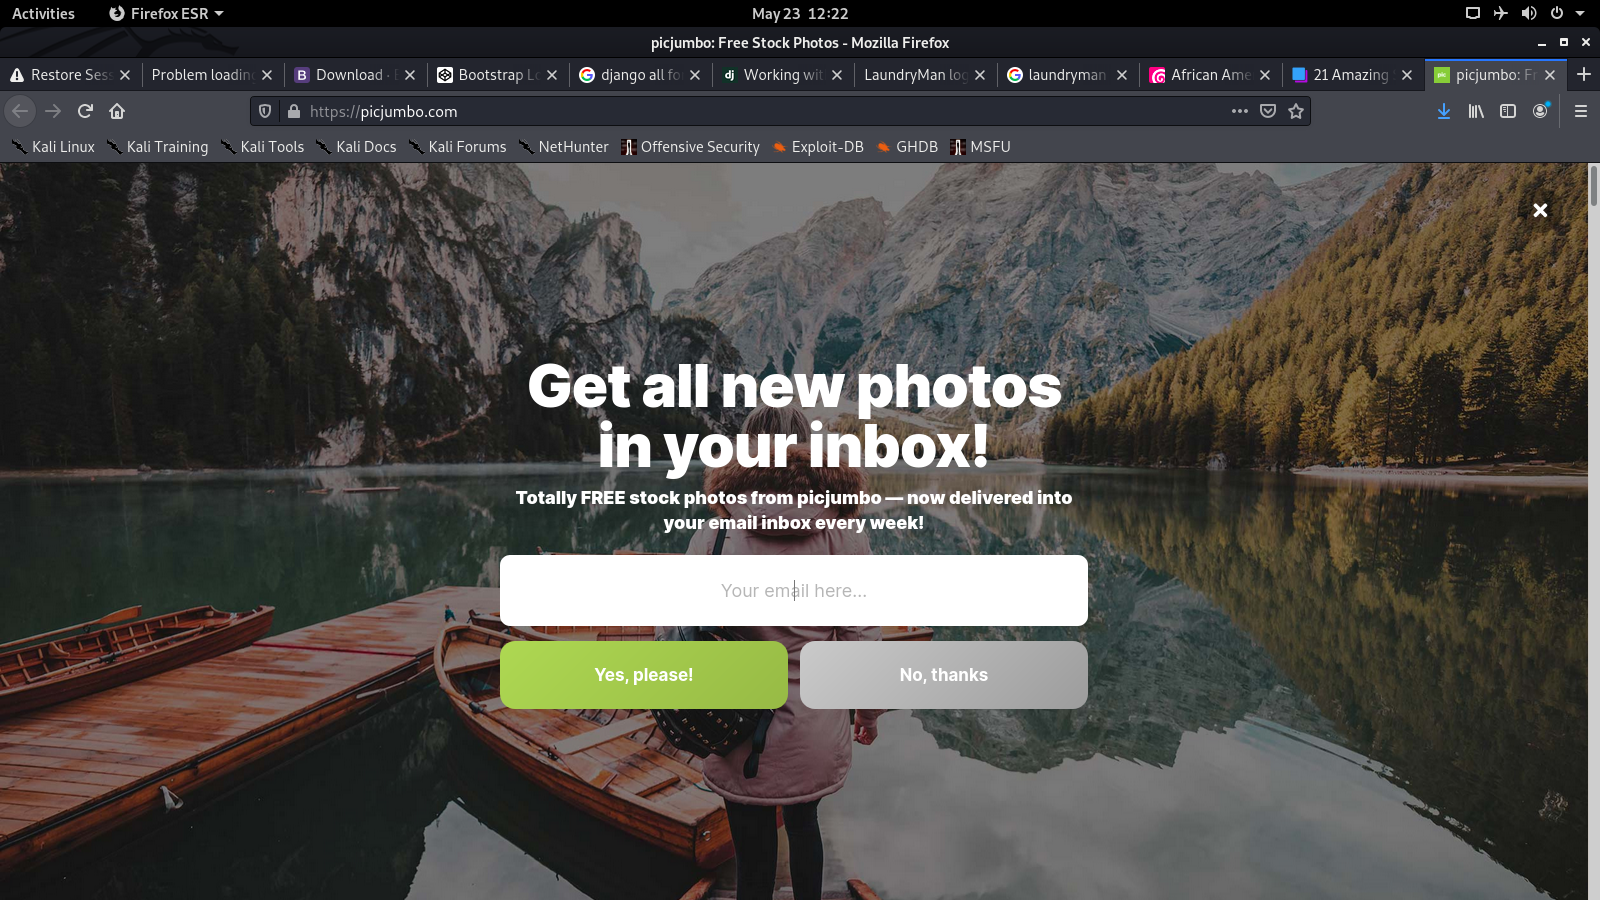 Activities Firefox ESR May 23 12:22
picjumbo: Free Stock Photos - Mozilla Firefox
Restore Ses Problem loading Download · Bootstrap Lo django all fo Working wit LaundryMan log laundryman African Ame 21 Amazing picjumbo: Fr
https://picjumbo.com
Kali Linux Kali Training Kali Tools Kali Docs Kali Forums NetHunter Offensive Security Exploit-DB GHDB MSFU
Get all new photos
in your inbox!
Totally FREE stock photos from picjumbo — now delivered into
your email inbox every week!
Your email here...
Yes, please! No, thanks